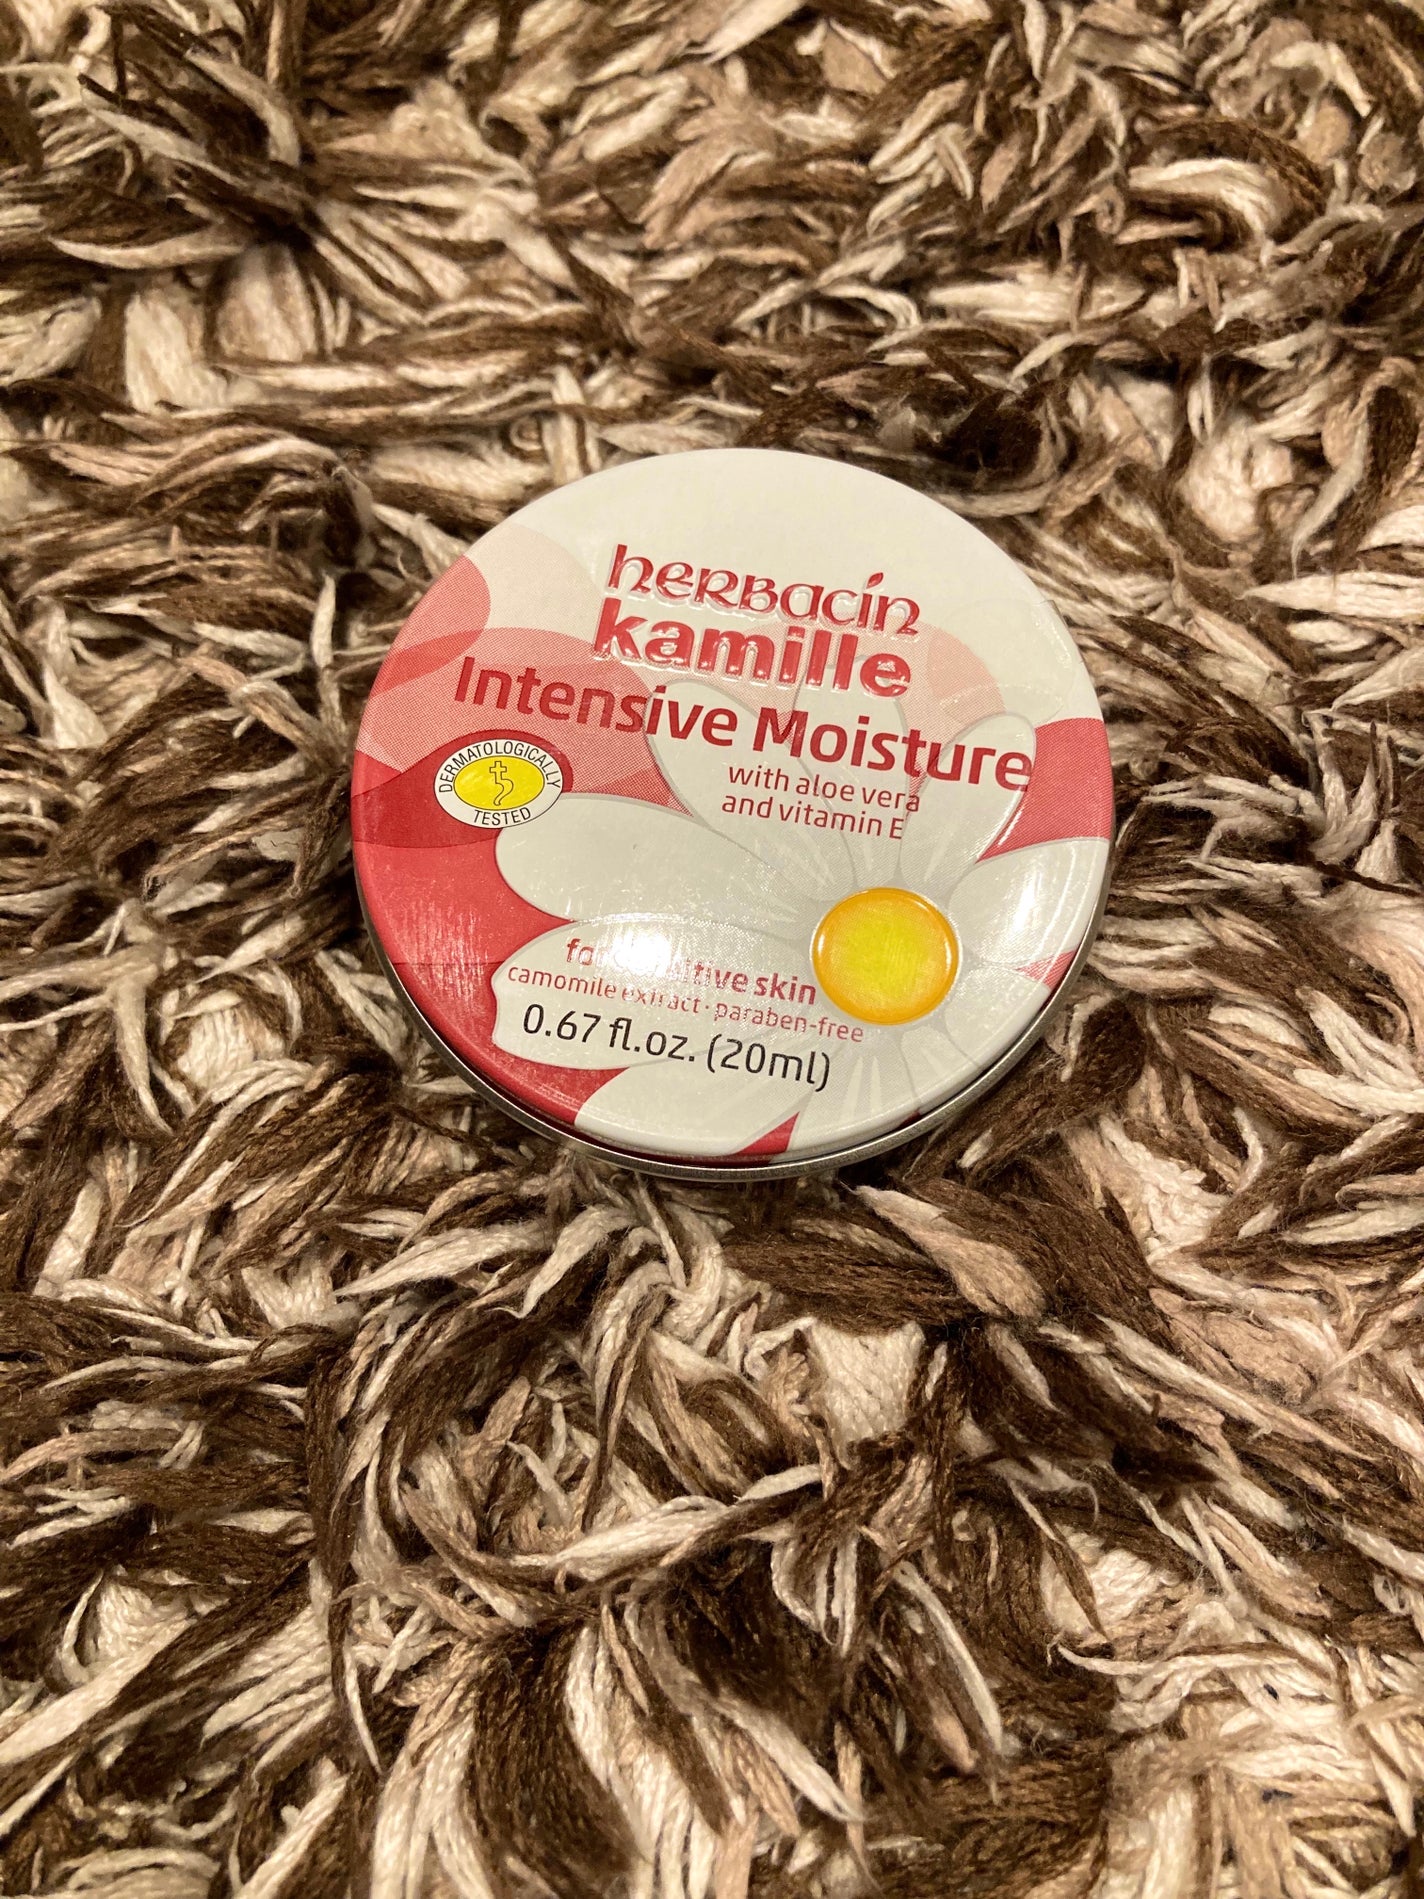 herbacin
kamille
Intensive Moisture
with aloe vera
and vitamin E
DERMATOLOGICALLY
TESTED
skin
camomile extract · paraben-free
0.67 fl.oz. (20ml)